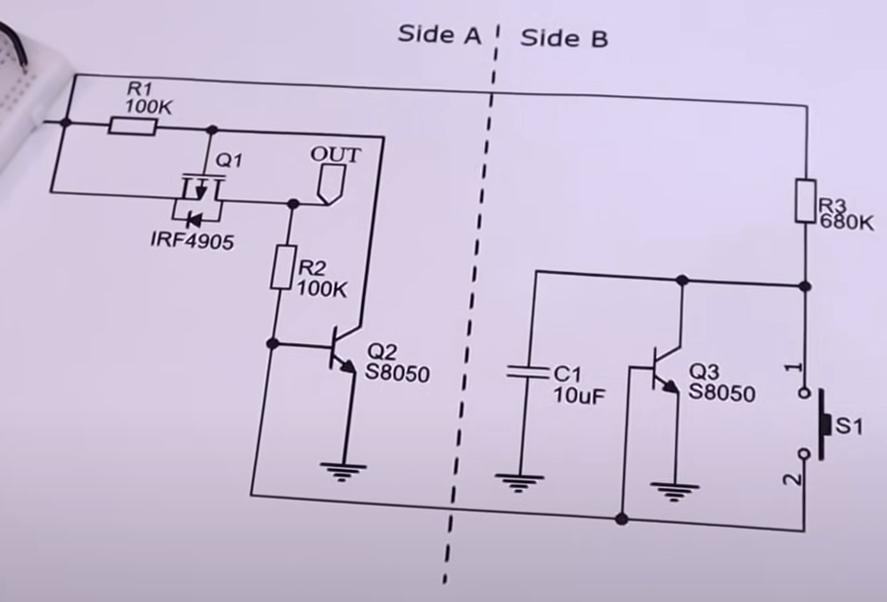 Side A Side B
R1
100K
Q1
OUT
IRF4905
R2
100K
Q2
S8050
R3
680K
C1
10uF
Q3
S8050
1
S1
2